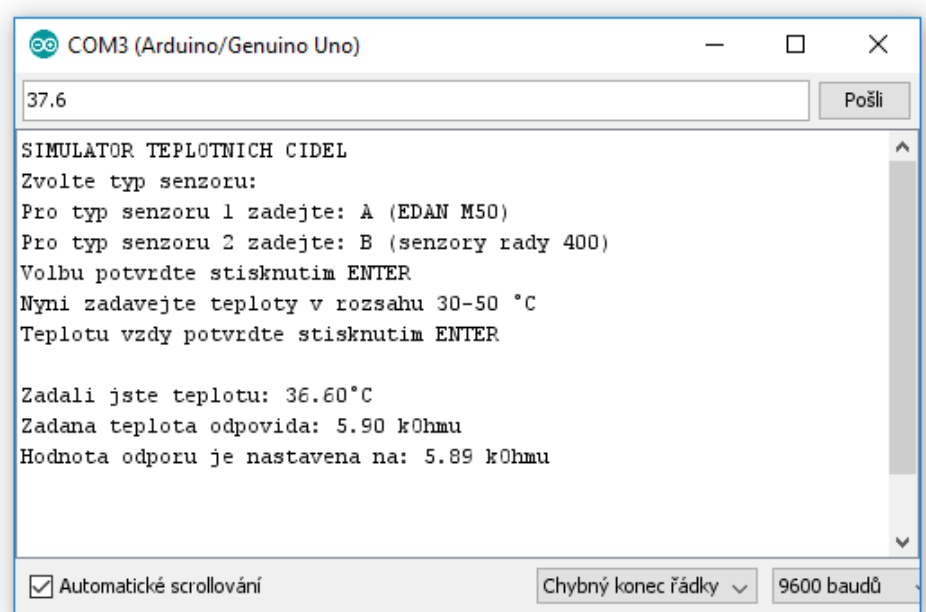 COM3 (Arduino/Genuino Uno)
37.6
Pošli
SIMULATOR TEPLOTNICH CIDEL
Zvolte typ senzoru:
Pro typ senzoru 1 zadejte: A (EDAN M50)
Pro typ senzoru 2 zadejte: B (senzory rady 400)
Volbu potvrdte stisknutim ENTER
Nyni zadavejte teploty v rozsahu 30-50 °C
Teplotu vzdy potvrdte stisknutim ENTER
Zadali jste teplotu: 36.60°C
Zadana teplota odpovida: 5.90 kOhmu
Hodnota odporu je nastavena na: 5.89 kOhmu
Automatické scrollování
Chybný konec řádky
9600 baudů